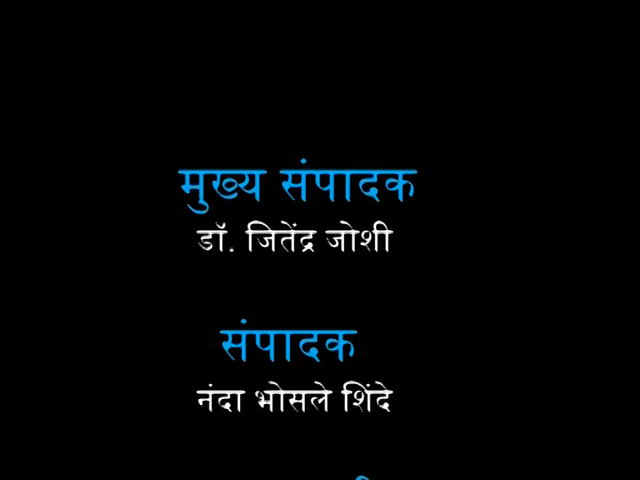 मुख्य संपादक
डॉ. जितेंद्र जोशी
संपादक
नंदा भोसले शिंदे